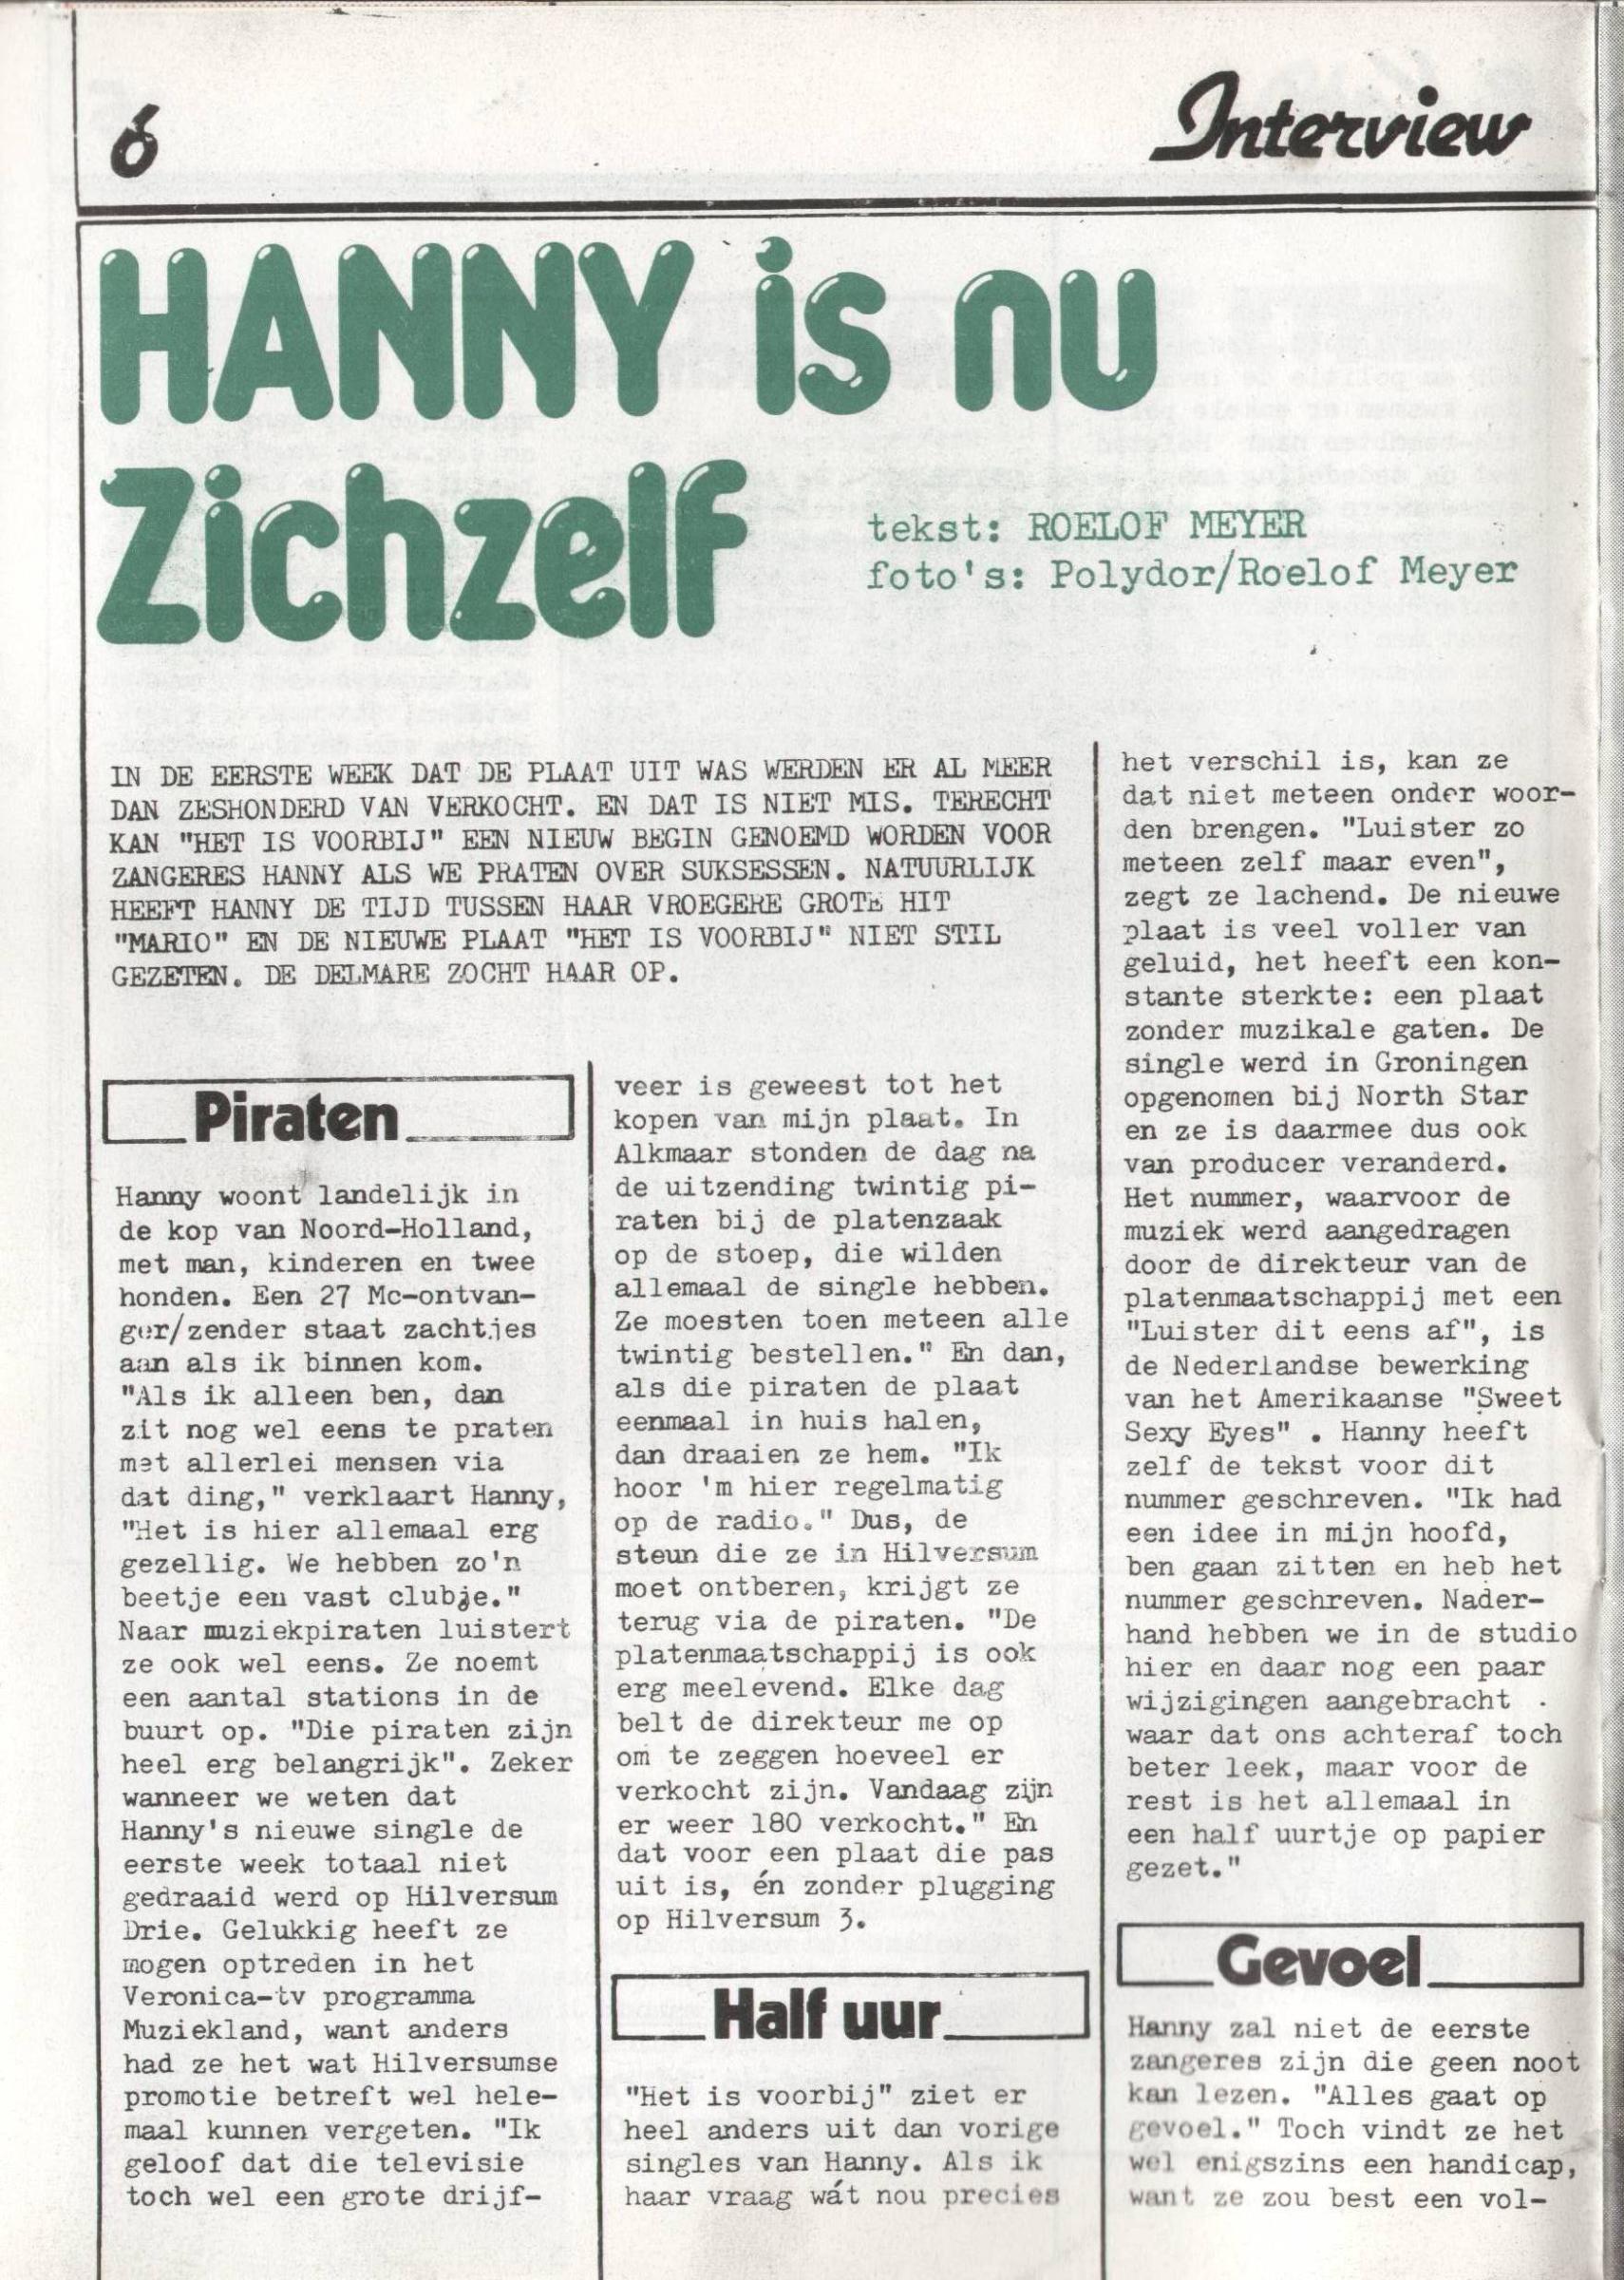 6
Interview
HANNY is nu
Zichzelf
tekst: ROELOF MEYER
foto's: Polydor/Roelof Meyer
IN DE EERSTE WEEK DAT DE PLAAT UIT WAS WERDEN ER AL MEER
DAN ZESHONDERD VAN VERKOCHT. EN DAT IS NIET MIS. TERECHT
KAN "HET IS VOORBIJ" EEN NIEUW BEGIN GENOEMD WORDEN VOOR
ZANGERES HANNY ALS WE PRATEN OVER SUKSESSEN. NATUURLIJK
HEEFT HANNY DE TIJD TUSSEN HAAR VROEGERE GROTE HIT
"MARIO" EN DE NIEUWE PLAAT "HET IS VOORBIJ" NIET STIL
GEZETEN. DE DELMARE ZOCHT HAAR OP.
Piraten
Hanny woont landelijk in
de kop van Noord-Holland,
met man, kinderen en twee
honden. Een 27 Mc-ontvan-
ger/zender staat zachtjes
aan als ik binnen kom.
"Als ik alleen ben, dan
zit nog wel eens te praten
met allerlei mensen via
dat ding," verklaart Hanny,
"Het is hier allemaal erg
gezellig. We hebben zo'n
beetje een vast clubje."
Naar muziekpiraten luistert
ze ook wel eens. Ze noemt
een aantal stations in de
buurt op. "Die piraten zijn
heel erg belangrijk". Zeker
wanneer we weten dat
Hanny's nieuwe single de
eerste week totaal niet
gedraaid werd op Hilversum
Drie. Gelukkig heeft ze
mogen optreden in het
Veronica-tv programma
Muziekland, want anders
had ze het wat Hilversumse
promotie betreft wel hele-
maal kunnen vergeten. "Ik
geloof dat die televisie
toch wel een grote drijf-
veer is geweest tot het
kopen van mijn plaat. In
Alkmaar stonden de dag na
de uitzending twintig pi-
raten bij de platenzaak
op de stoep, die wilden
allemaal de single hebben.
Ze moesten toen meteen alle
twintig bestellen." En dan,
als die piraten de plaat
eenmaal in huis halen,
dan draaien ze hem. "Ik
hoor 'm hier regelmatig
op de radio." Dus, de
steun die ze in Hilversum
moet ontberen, krijgt ze
terug via de piraten. "De
platenmaatschappij is ook
erg meelevend. Elke dag
belt de direkteur me op
om te zeggen hoeveel er
verkocht zijn. Vandaag zijn
er weer 180 verkocht." En
dat voor een plaat die pas
uit is, én zonder plugging
op Hilversum 3.
Half uur
"Het is voorbij" ziet er
heel anders uit dan vorige
singles van Hanny. Als ik
haar vraag wát nou precies
het verschil is, kan ze
dat niet meteen onder woor-
den brengen. "Luister zo
meteen zelf maar even",
zegt ze lachend. De nieuwe
plaat is veel voller van
geluid, het heeft een kon-
stante sterkte: een plaat
zonder muzikale gaten. De
single werd in Groningen
opgenomen bij North Star
en ze is daarmee dus ook
van producer veranderd.
Het nummer, waarvoor de
muziek werd aangedragen
door de direkteur van de
platenmaatschappij met een
"Luister dit eens af", is
de Nederlandse bewerking
van het Amerikaanse "Sweet
Sexy Eyes" . Hanny heeft
zelf de tekst voor dit
nummer geschreven. "Ik had
een idee in mijn hoofd,
ben gaan zitten en heb het
nummer geschreven. Nader-
hand hebben we in de studio
hier en daar nog een paar
wijzigingen aangebracht .
waar dat ons achteraf toch
beter leek, maar voor de
rest is het allemaal in
een half uurtje op papier
gezet."
Gevoel
Hanny zal niet de eerste
zangeres zijn die geen noot
kan lezen. "Alles gaat op
gevoel." Toch vindt ze het
wel enigszins een handicap,
want ze zou best een vol-